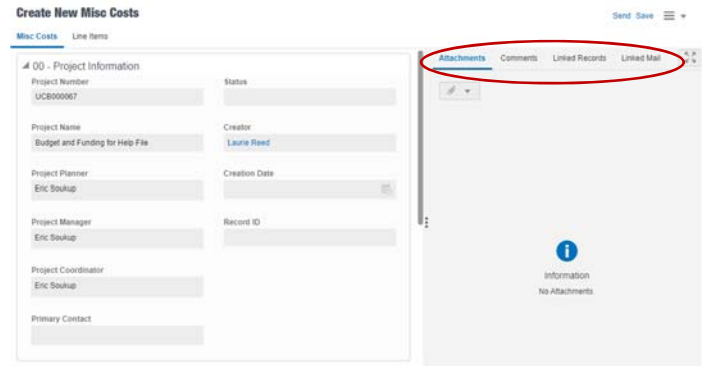 Create New Misc Costs
Send Save
Misc Costs Line Items
00 - Project Information
Project Number Status
UCB000067
Project Name Creator
Budget and Funding for Help File Laurie Reed
Project Planner Creation Date
Eric Soukup
Project Manager Record ID
Eric Soukup
Project Coordinator
Eric Soukup
Primary Contact
Attachments Comments Linked Records Linked Mail
Information
No Attachments